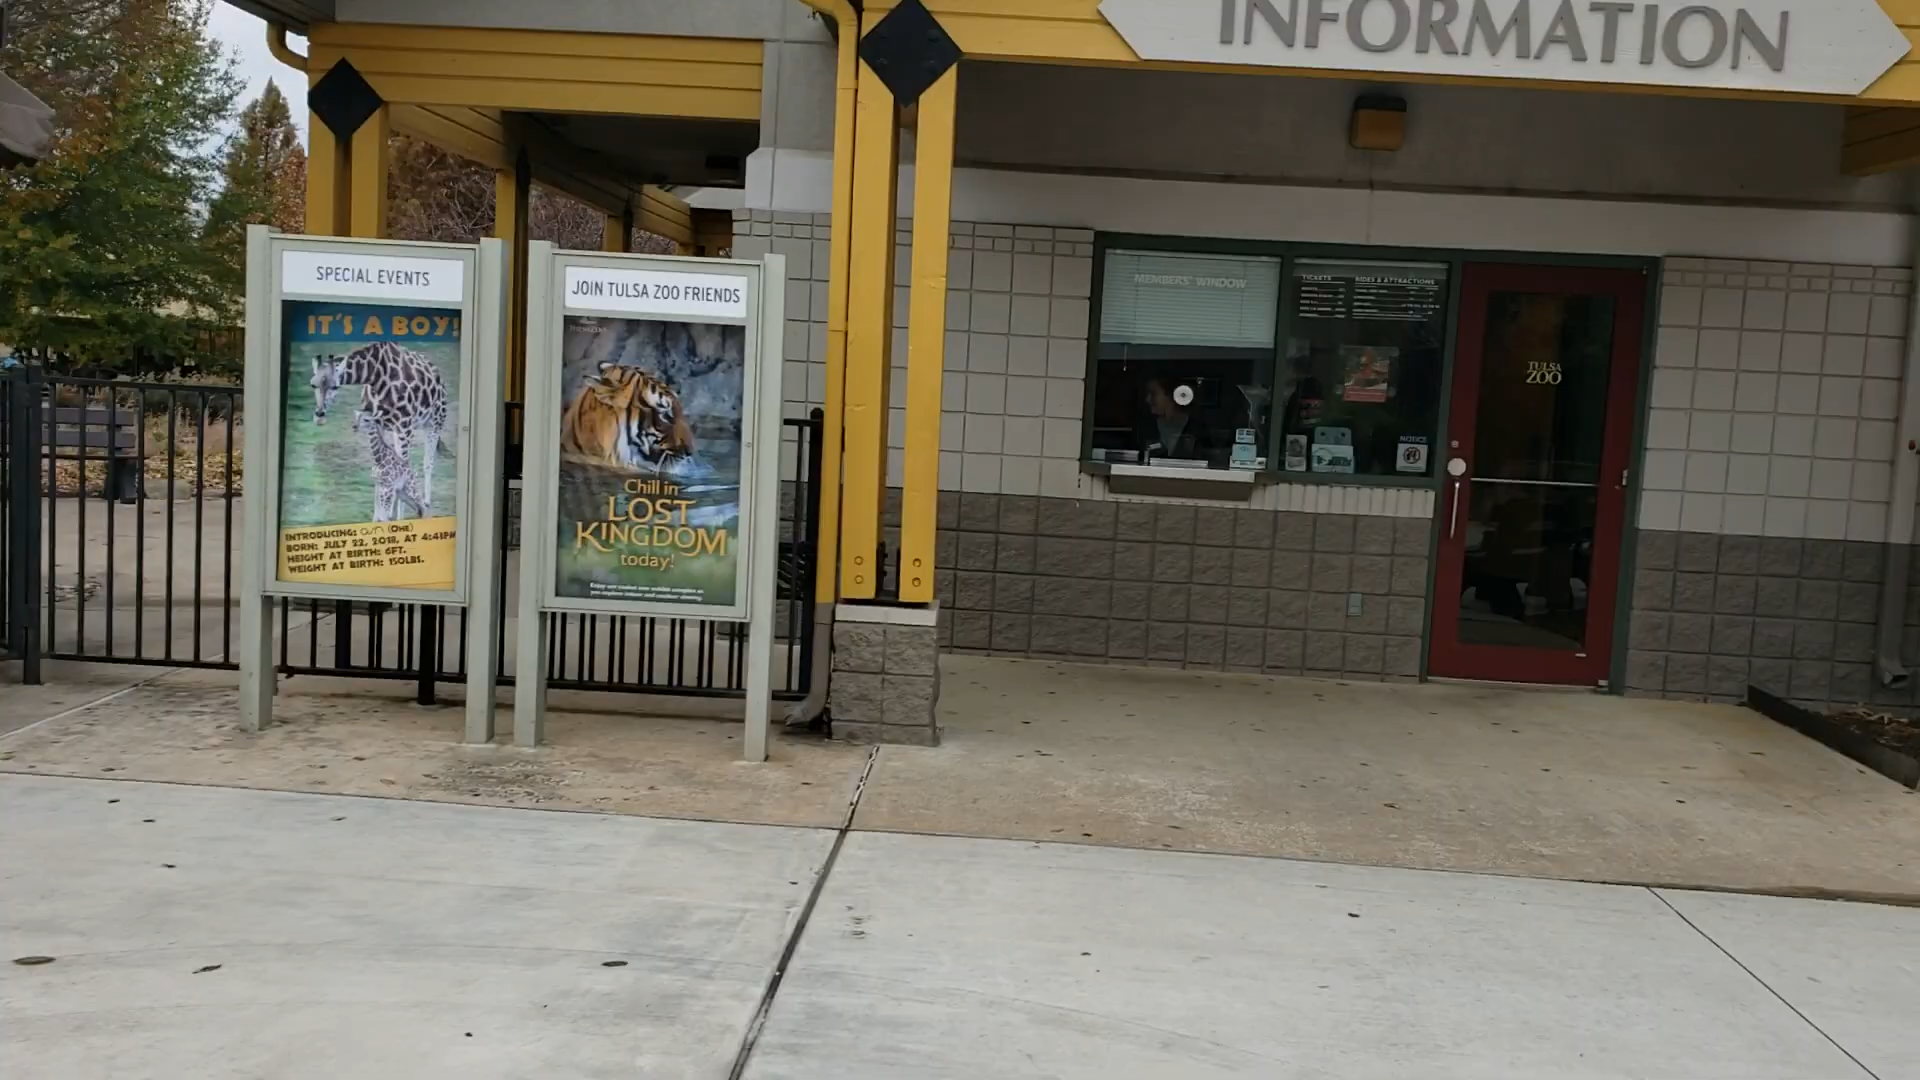 INFORMATION
SPECIAL EVENTS
IT'S A BOY!
INTRODUCING: (OHE)
BORN: JULY 22, 2018, AT 4:41PM
HEIGHT AT BIRTH: 6FT.
WEIGHT AT BIRTH: 150LBS.
JOIN TULSA ZOO FRIENDS
Chill in
LOST
KINGDOM
today!
MEMBERS' WINDOW
TICKETS
RIDES & ATTRACTIONS
NOTICE
TULSA
ZOO